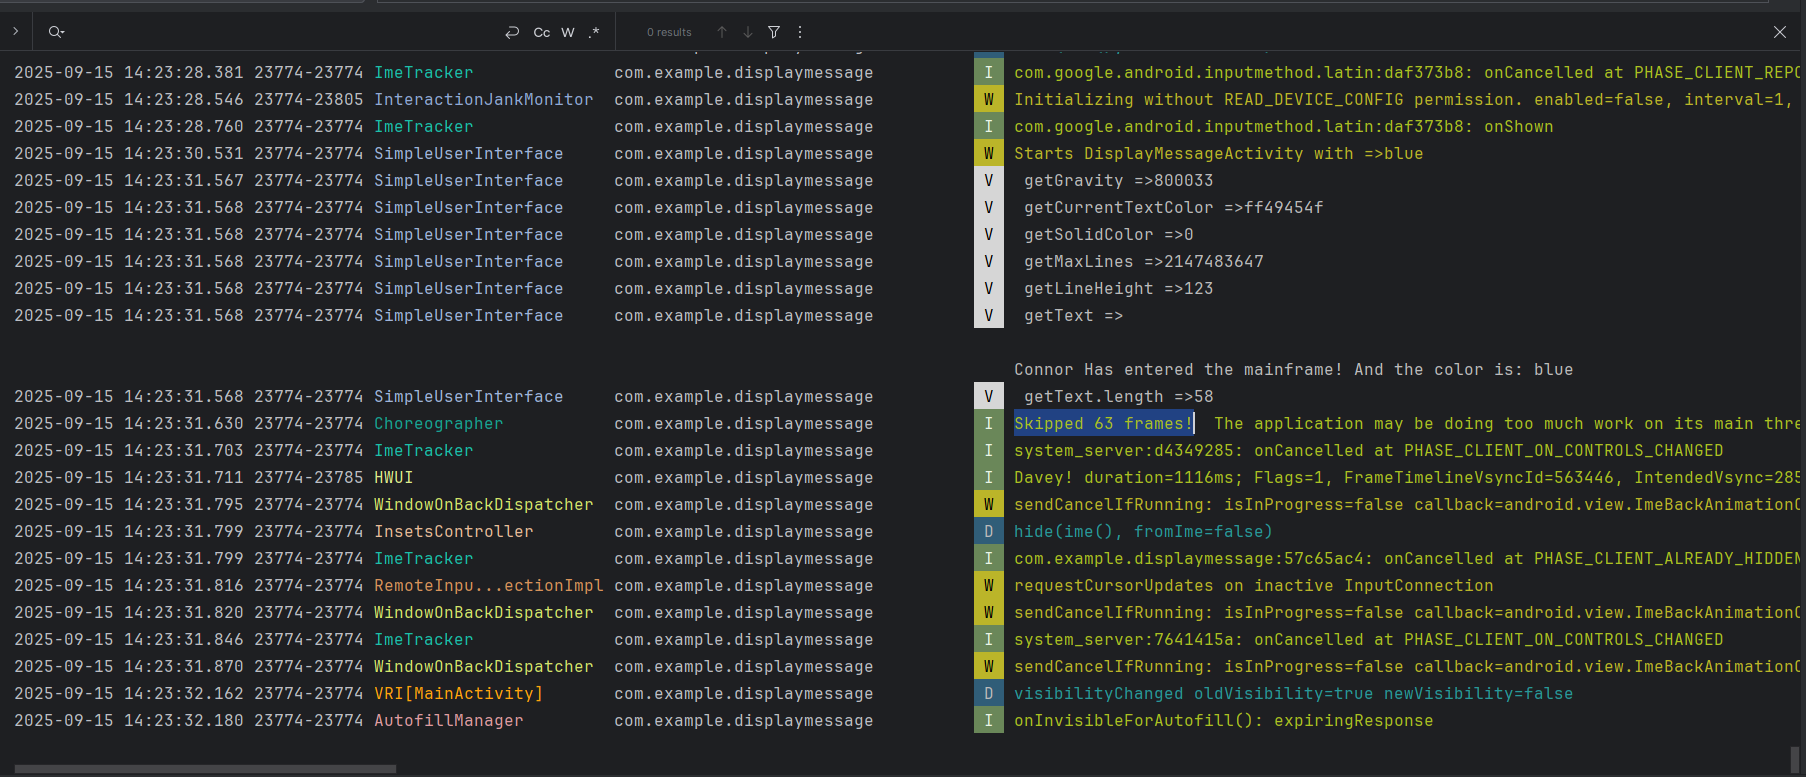 Cc W .* 0 results
2025-09-15 14:23:28.381 23774-23774 ImeTracker com.example.displaymessage I com.google.android.inputmethod.latin:daf373b8: onCancelled at PHASE_CLIENT_REPO
2025-09-15 14:23:28.546 23774-23805 InteractionJankMonitor com.example.displaymessage W Initializing without READ_DEVICE_CONFIG permission. enabled=false, interval=1,
2025-09-15 14:23:28.760 23774-23774 ImeTracker com.example.displaymessage I com.google.android.inputmethod.latin:daf373b8: onShown
2025-09-15 14:23:30.531 23774-23774 SimpleUserInterface com.example.displaymessage W Starts DisplayMessageActivity with =>blue
2025-09-15 14:23:31.567 23774-23774 SimpleUserInterface com.example.displaymessage V getGravity =>800033
2025-09-15 14:23:31.568 23774-23774 SimpleUserInterface com.example.displaymessage V getCurrentTextColor =>ff49454f
2025-09-15 14:23:31.568 23774-23774 SimpleUserInterface com.example.displaymessage V getSolidColor =>0
2025-09-15 14:23:31.568 23774-23774 SimpleUserInterface com.example.displaymessage V getMaxLines =>2147483647
2025-09-15 14:23:31.568 23774-23774 SimpleUserInterface com.example.displaymessage V getLineHeight =>123
2025-09-15 14:23:31.568 23774-23774 SimpleUserInterface com.example.displaymessage V getText =>
Connor Has entered the mainframe! And the color is: blue
2025-09-15 14:23:31.568 23774-23774 SimpleUserInterface com.example.displaymessage V getText.length =>58
2025-09-15 14:23:31.630 23774-23774 Choreographer com.example.displaymessage I Skipped 63 frames! The application may be doing too much work on its main thre
2025-09-15 14:23:31.703 23774-23774 ImeTracker com.example.displaymessage I system_server:d4349285: onCancelled at PHASE_CLIENT_ON_CONTROLS_CHANGED
2025-09-15 14:23:31.711 23774-23785 HWUI com.example.displaymessage I Davey! duration=1116ms; Flags=1, FrameTimelineVsyncId=563446, IntendedVsync=285
2025-09-15 14:23:31.795 23774-23774 WindowOnBackDispatcher com.example.displaymessage W sendCancelIfRunning: isInProgress=false callback=android.view.ImeBackAnimationC
2025-09-15 14:23:31.799 23774-23774 InsetsController com.example.displaymessage D hide(ime(), fromIme=false)
2025-09-15 14:23:31.799 23774-23774 ImeTracker com.example.displaymessage I com.example.displaymessage:57c65ac4: onCancelled at PHASE_CLIENT_ALREADY_HIDDEN
2025-09-15 14:23:31.816 23774-23774 RemoteInpu...ectionImpl com.example.displaymessage W requestCursorUpdates on inactive InputConnection
2025-09-15 14:23:31.820 23774-23774 WindowOnBackDispatcher com.example.displaymessage W sendCancelIfRunning: isInProgress=false callback=android.view.ImeBackAnimationC
2025-09-15 14:23:31.846 23774-23774 ImeTracker com.example.displaymessage I system_server:7641415a: onCancelled at PHASE_CLIENT_ON_CONTROLS_CHANGED
2025-09-15 14:23:31.870 23774-23774 WindowOnBackDispatcher com.example.displaymessage W sendCancelIfRunning: isInProgress=false callback=android.view.ImeBackAnimationC
2025-09-15 14:23:32.162 23774-23774 VRI[MainActivity] com.example.displaymessage D visibilityChanged oldVisibility=true newVisibility=false
2025-09-15 14:23:32.180 23774-23774 AutofillManager com.example.displaymessage I onInvisibleForAutofill(): expiringResponse